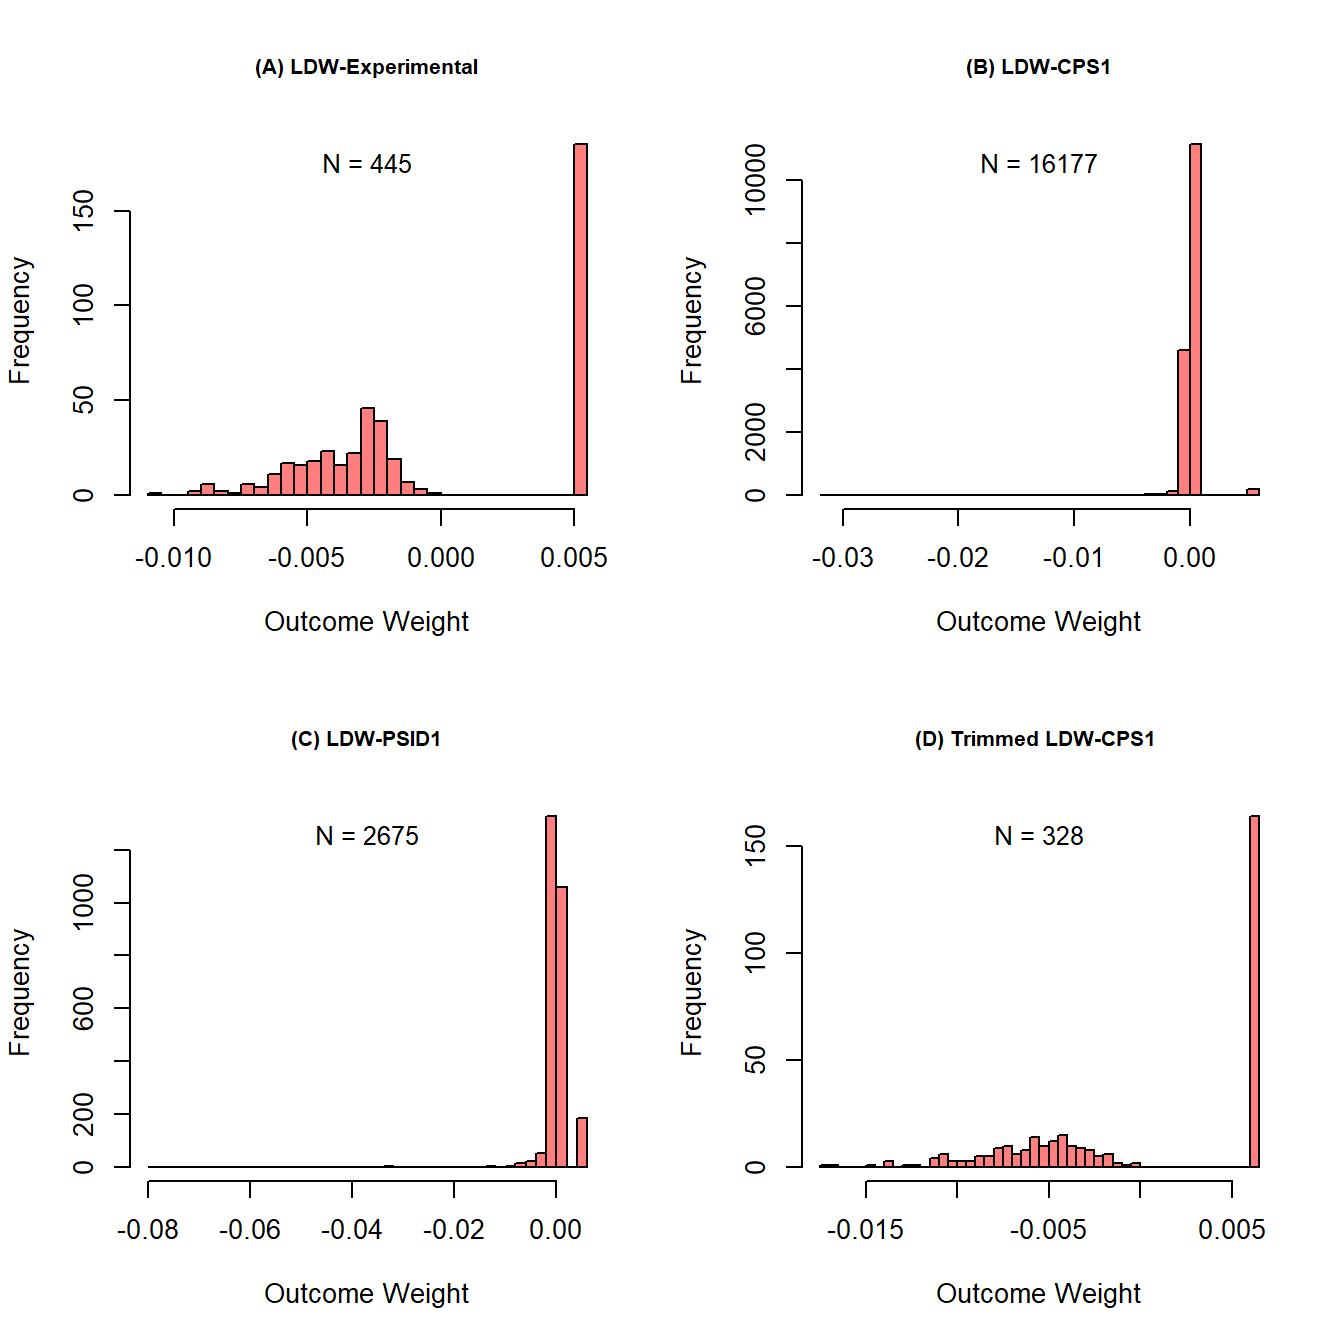 (A) LDW-Experimental
N = 445
Frequency
0
50
100
150
-0.010
-0.005
0.000
0.005
Outcome Weight
(B) LDW-CPS1
N = 16177
Frequency
0
2000
6000
10000
-0.03
-0.02
-0.01
0.00
Outcome Weight
(C) LDW-PSID1
N = 2675
Frequency
0
200
600
1000
-0.08
-0.06
-0.04
-0.02
0.00
Outcome Weight
(D) Trimmed LDW-CPS1
N = 328
Frequency
0
50
100
150
-0.015
-0.005
0.005
Outcome Weight